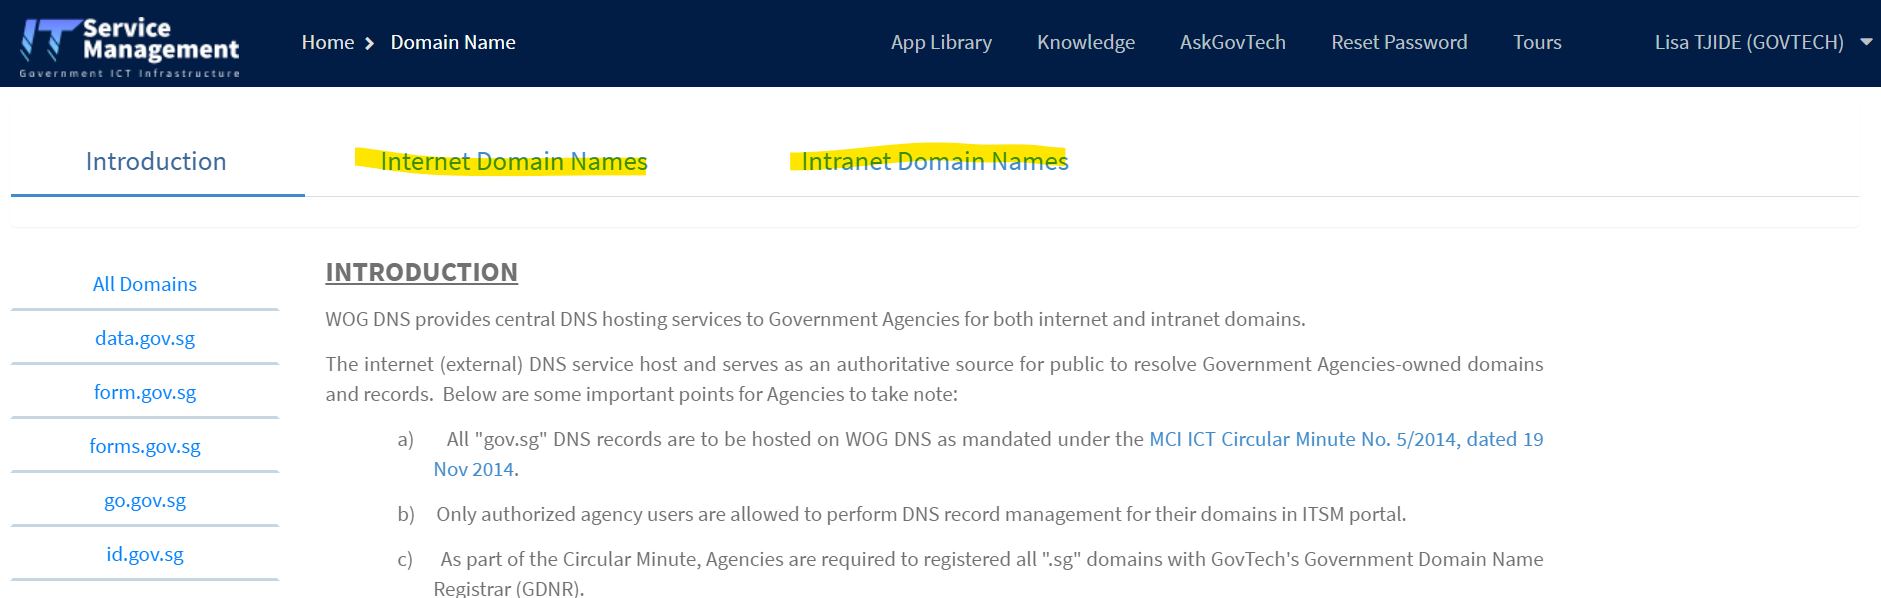 IT Service Management
Government ICT Infrastructure
Home > Domain Name
App Library Knowledge AskGovTech Reset Password Tours Lisa TJIDE (GOVTECH)
Introduction Internet Domain Names Intranet Domain Names
All Domains
data.gov.sg
form.gov.sg
forms.gov.sg
go.gov.sg
id.gov.sg
INTRODUCTION
WOG DNS provides central DNS hosting services to Government Agencies for both internet and intranet domains.
The internet (external) DNS service host and serves as an authoritative source for public to resolve Government Agencies-owned domains
and records. Below are some important points for Agencies to take note:
a) All "gov.sg" DNS records are to be hosted on WOG DNS as mandated under the MCI ICT Circular Minute No. 5/2014, dated 19
Nov 2014.
b) Only authorized agency users are allowed to perform DNS record management for their domains in ITSM portal.
c) As part of the Circular Minute, Agencies are required to registered all ".sg" domains with GovTech's Government Domain Name
Registrar (GDNR).